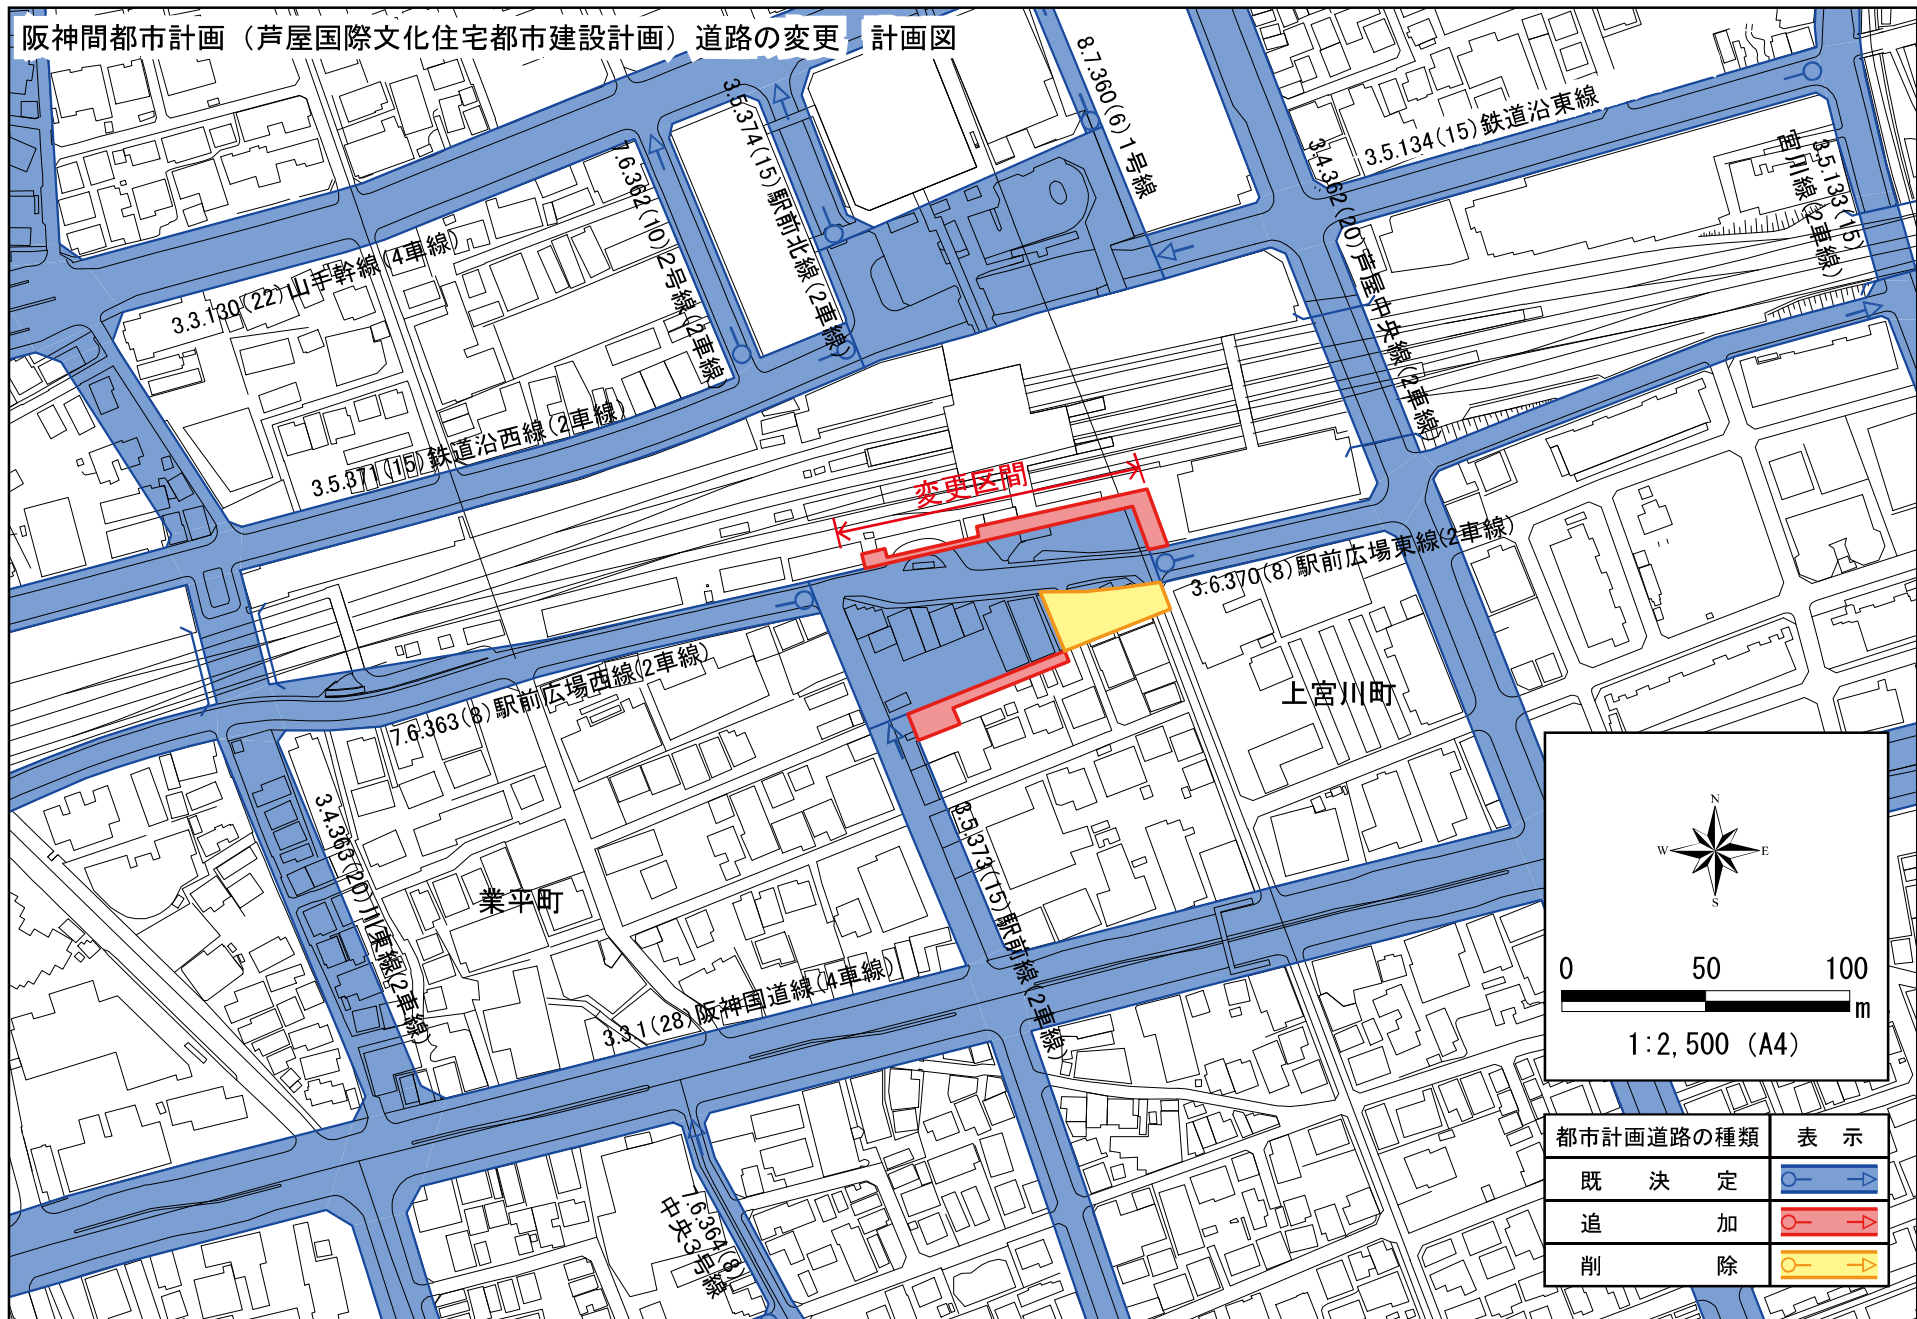 阪神間都市計画（芦屋国際文化住宅都市建設計画）道路の変更　計画図
8.7.360(6)1号線
3.5.374(15)駅前北線(2車線)
7.6.362(10)2号線(2車線)
3.5.134(15)鉄道沿東線
3.4.362(20)芦屋中央線(2車線)
3.5.133(15)
宮川線(2車線)
3.3.130(22)山手幹線(4車線)
3.5.371(15)鉄道沿西線(2車線)
変更区間
3.6.370(8)駅前広場東線(2車線)
7.6.363(8)駅前広場西線(2車線)
上宮川町
3.4.363(20)川東線(2車線)
3.5.373(15)駅前線(2車線)
業平町
3.3.1(28)阪神国道線(4車線)
7.6.364(8)
中央3号線
N
W
E
S
0 50 100
m
1:2,500 (A4)
都市計画道路の種類 表 示
既 決 定
追 加
削 除